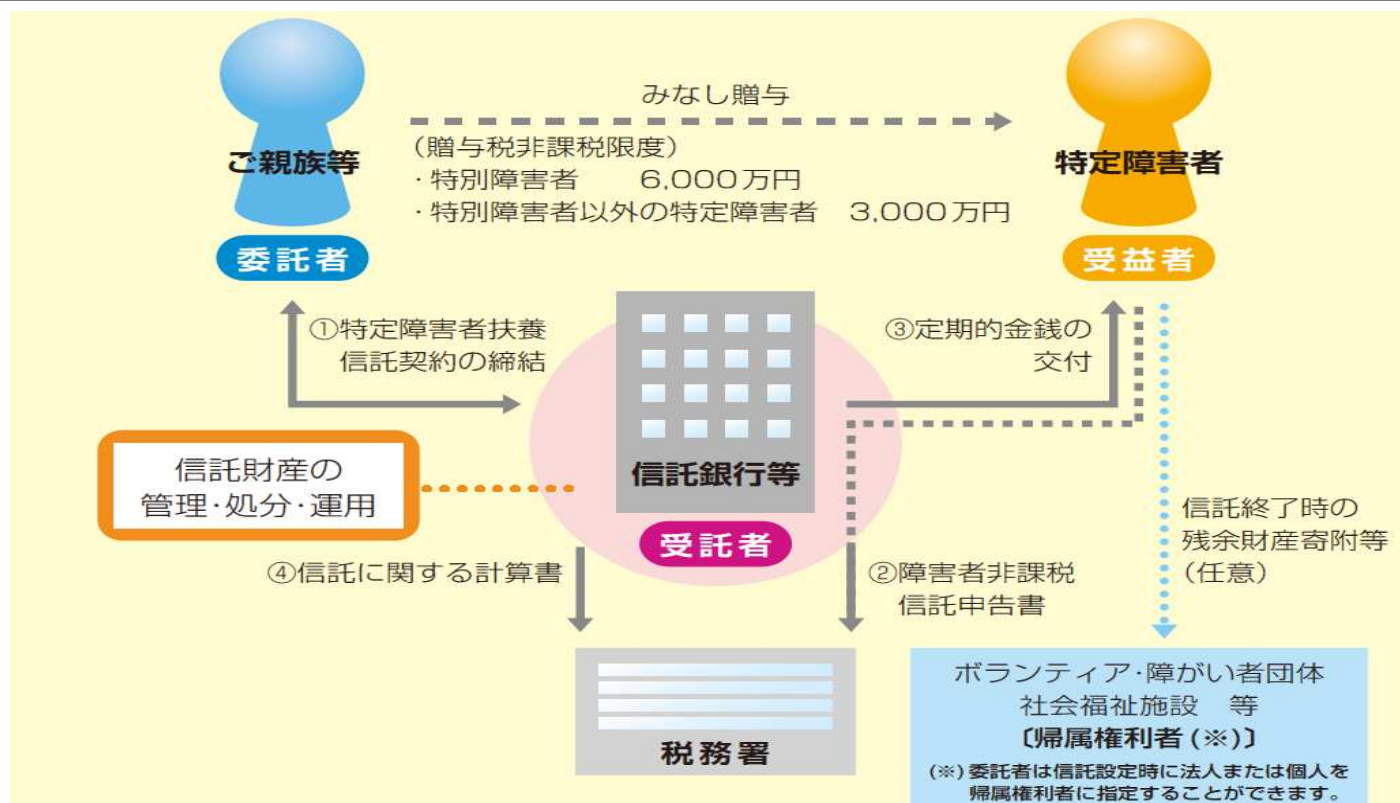 みなし贈与
ご親族等
(贈与税非課税限度)
・特別障害者　6,000万円
・特別障害者以外の特定障害者　3,000万円
特定障害者
委託者
受益者
①特定障害者扶養
信託契約の締結
③定期的金銭の
交付
信託財産の
管理・処分・運用
信託銀行等
受託者
信託終了時の
残余財産寄附等
(任意)
④信託に関する計算書
②障害者非課税
信託申告書
税務署
ボランティア・障がい者団体
社会福祉施設　等
〔帰属権利者(※)〕
(※)委託者は信託設定時に法人または個人を
帰属権利者に指定することができます。